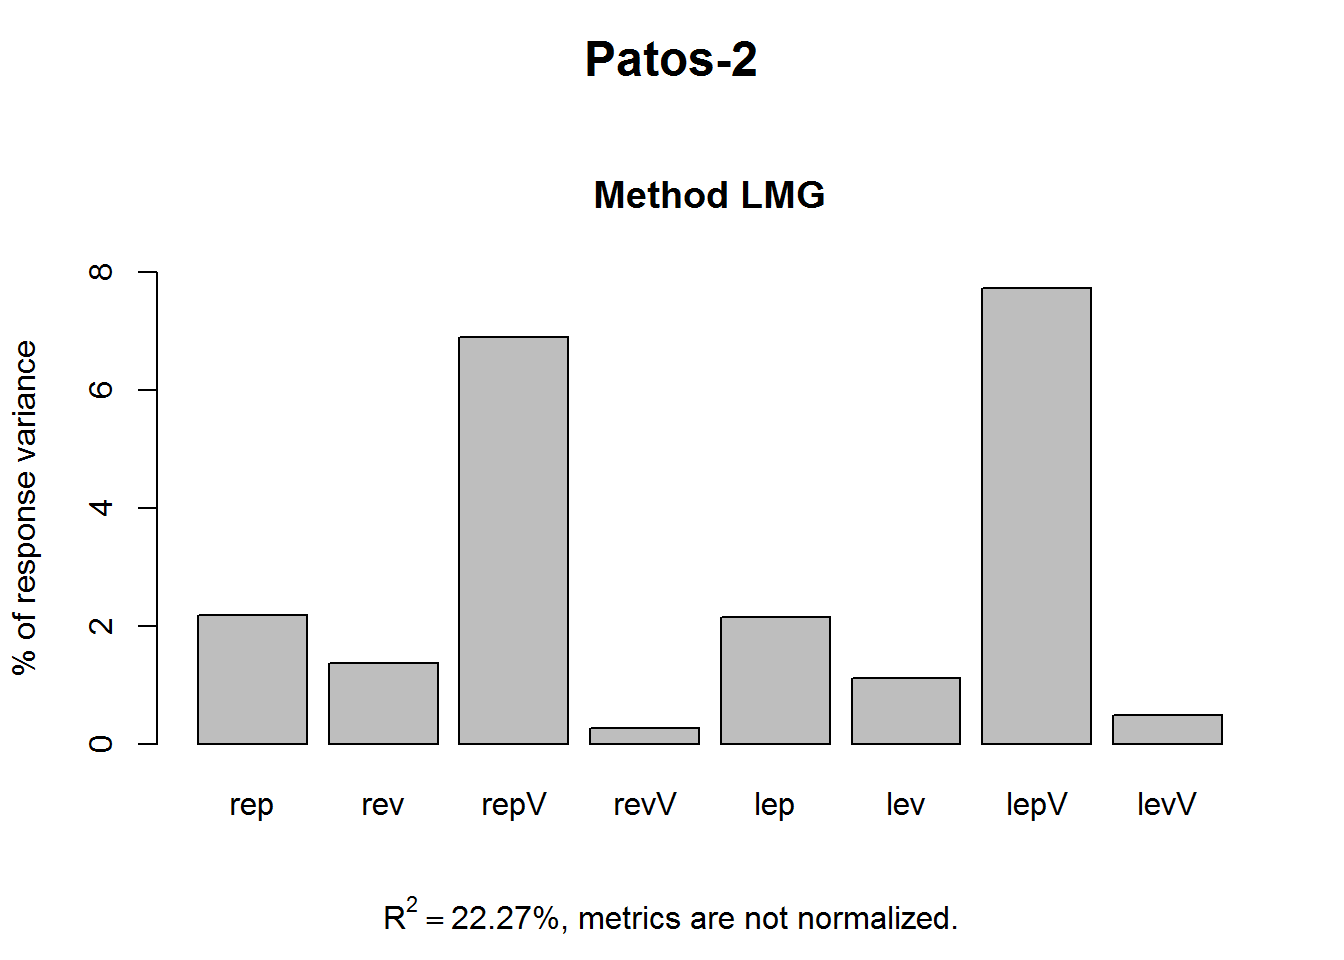 Patos-2
Method LMG
% of response variance
8
6
4
2
0
rep rev repV revV lep lev lepV levV
R² = 22.27%, metrics are not normalized.